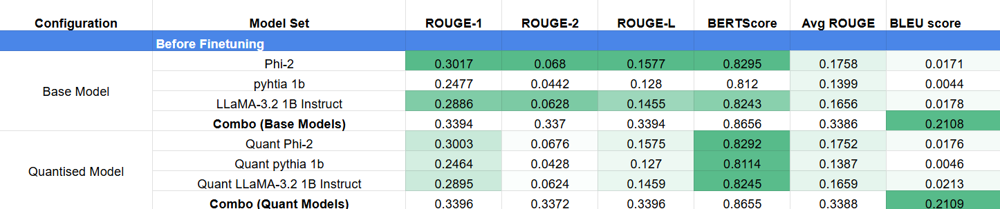 Configuration Model Set ROUGE-1 ROUGE-2 ROUGE-L BERTScore Avg ROUGE BLEU score
Before Finetuning
Phi-2 0.3017 0.068 0.1577 0.8295 0.1758 0.0171
Base Model
pyhtia 1b 0.2477 0.0442 0.128 0.812 0.1399 0.0044
LLaMA-3.2 1B Instruct 0.2886 0.0628 0.1455 0.8243 0.1656 0.0178
Combo (Base Models) 0.3394 0.337 0.3394 0.8656 0.3386 0.2108
Quant Phi-2 0.3003 0.0676 0.1575 0.8292 0.1752 0.0176
Quantised Model
Quant pythia 1b 0.2464 0.0428 0.127 0.8114 0.1387 0.0046
Quant LLaMA-3.2 1B Instruct 0.2895 0.0624 0.1459 0.8245 0.1659 0.0213
Combo (Quant Models) 0.3396 0.3372 0.3396 0.8655 0.3388 0.2109